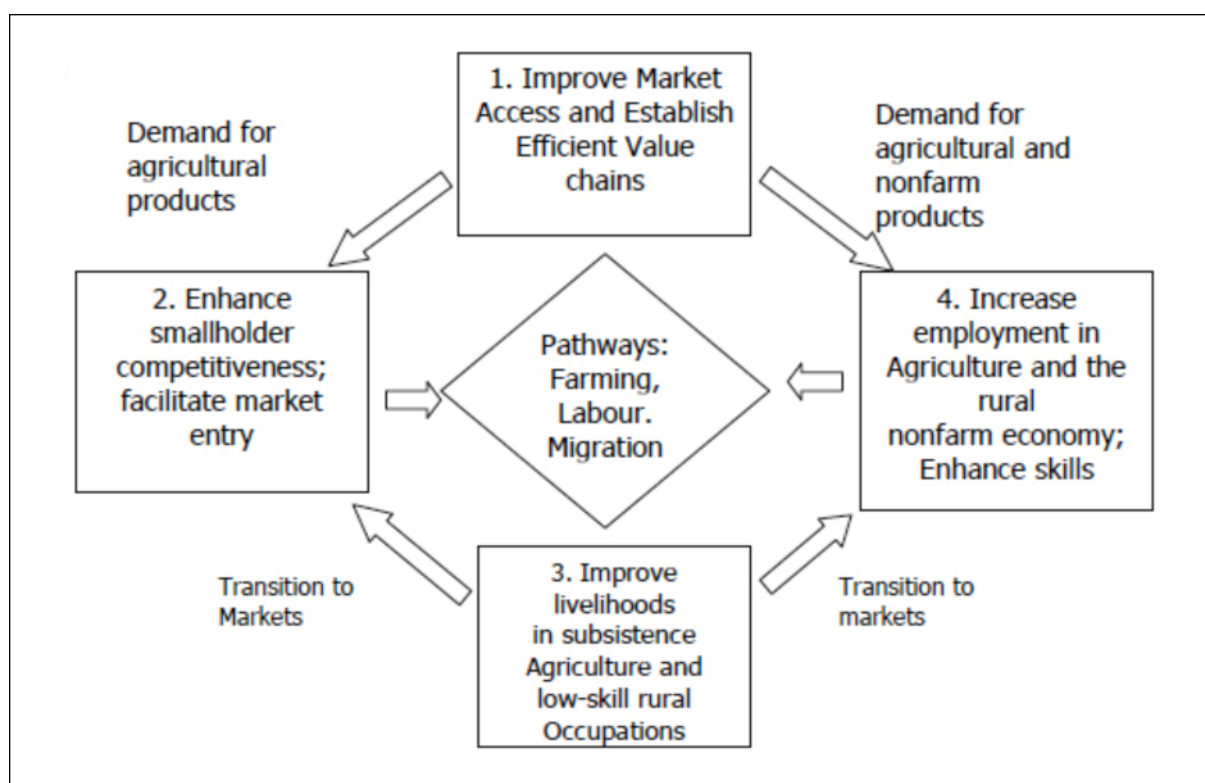 1. Improve Market
Access and Establish
Efficient Value
chains
Demand for
agricultural
products
Demand for
agricultural and
nonfarm
products
2. Enhance
smallholder
competitiveness;
facilitate market
entry
Pathways:
Farming,
Labour.
Migration
4. Increase
employment in
Agriculture and the
rural
nonfarm economy;
Enhance skills
Transition to
Markets
3. Improve
livelihoods
in subsistence
Agriculture and
low-skill rural
Occupations
Transition to
markets